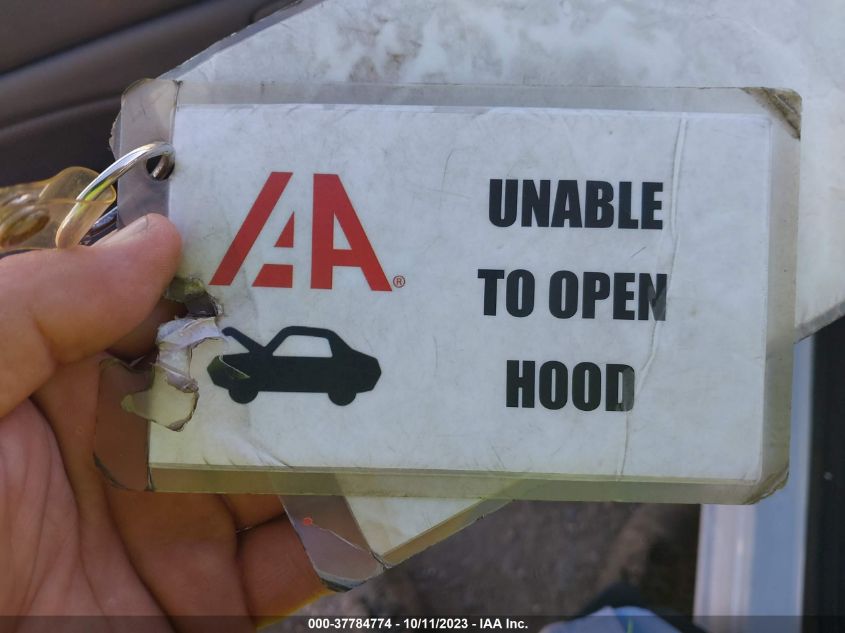 IAA®
UNABLE
TO OPEN
HOOD
000-37784774 - 10/11/2023 - IAA Inc.